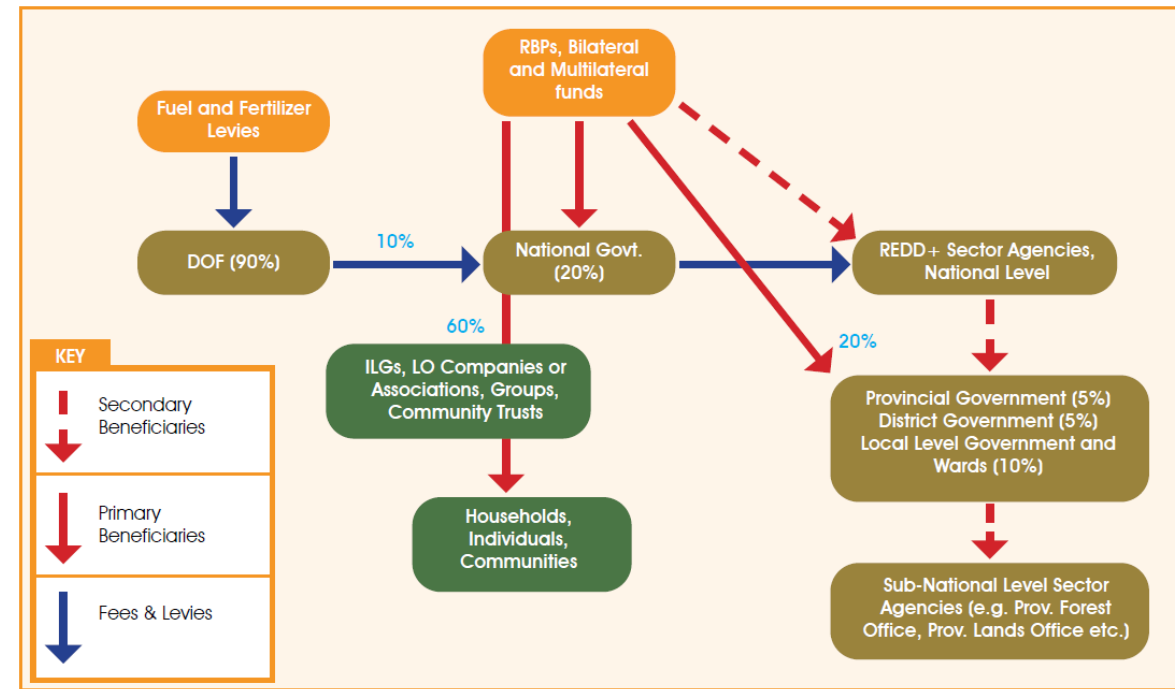 RBPs, Bilateral
and Multilateral
funds
Fuel and Fertilizer
Levies
DOF (90%)
10%
National Govt.
(20%)
REDD+ Sector Agencies,
National Level
60%
20%
ILGs, LO Companies or
Associations, Groups,
Community Trusts
Provincial Government (5%)
District Government (5%)
Local Level Government and
Wards (10%)
Households,
Individuals,
Communities
Sub-National Level Sector
Agencies (e.g. Prov. Forest
Office, Prov. Lands Office etc.)
KEY
Secondary
Beneficiaries
Primary
Beneficiaries
Fees & Levies